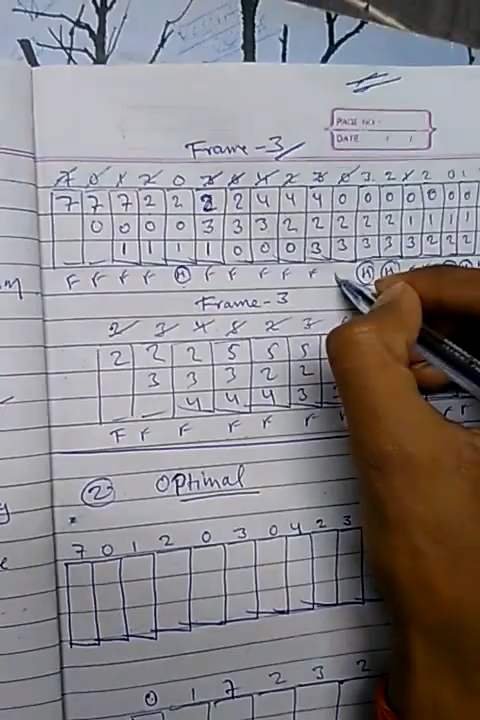 PAGE NO:
DATE / /
Frame-3
7 0 1 2 0 3 0 4 2 3 0 3 2 1 2 0 1
7 7 7 2 2 2 2 4 4 4 0 0 0 0 0 0 0
0 0 0 0 3 3 3 2 2 2 2 2 1 1 1
1 1 1 1 0 0 0 3 3 3 3 3 2 2 2
F F F F H F F F F F H H
Frame-3
2 3 4 5 2 3
2 2 2 5 5 5
3 3 3 2 2
4 4 4 3
F F F F F F
2 Optimal
7 0 1 2 0 3 0 4 2 3
0 1 7 2 3 2